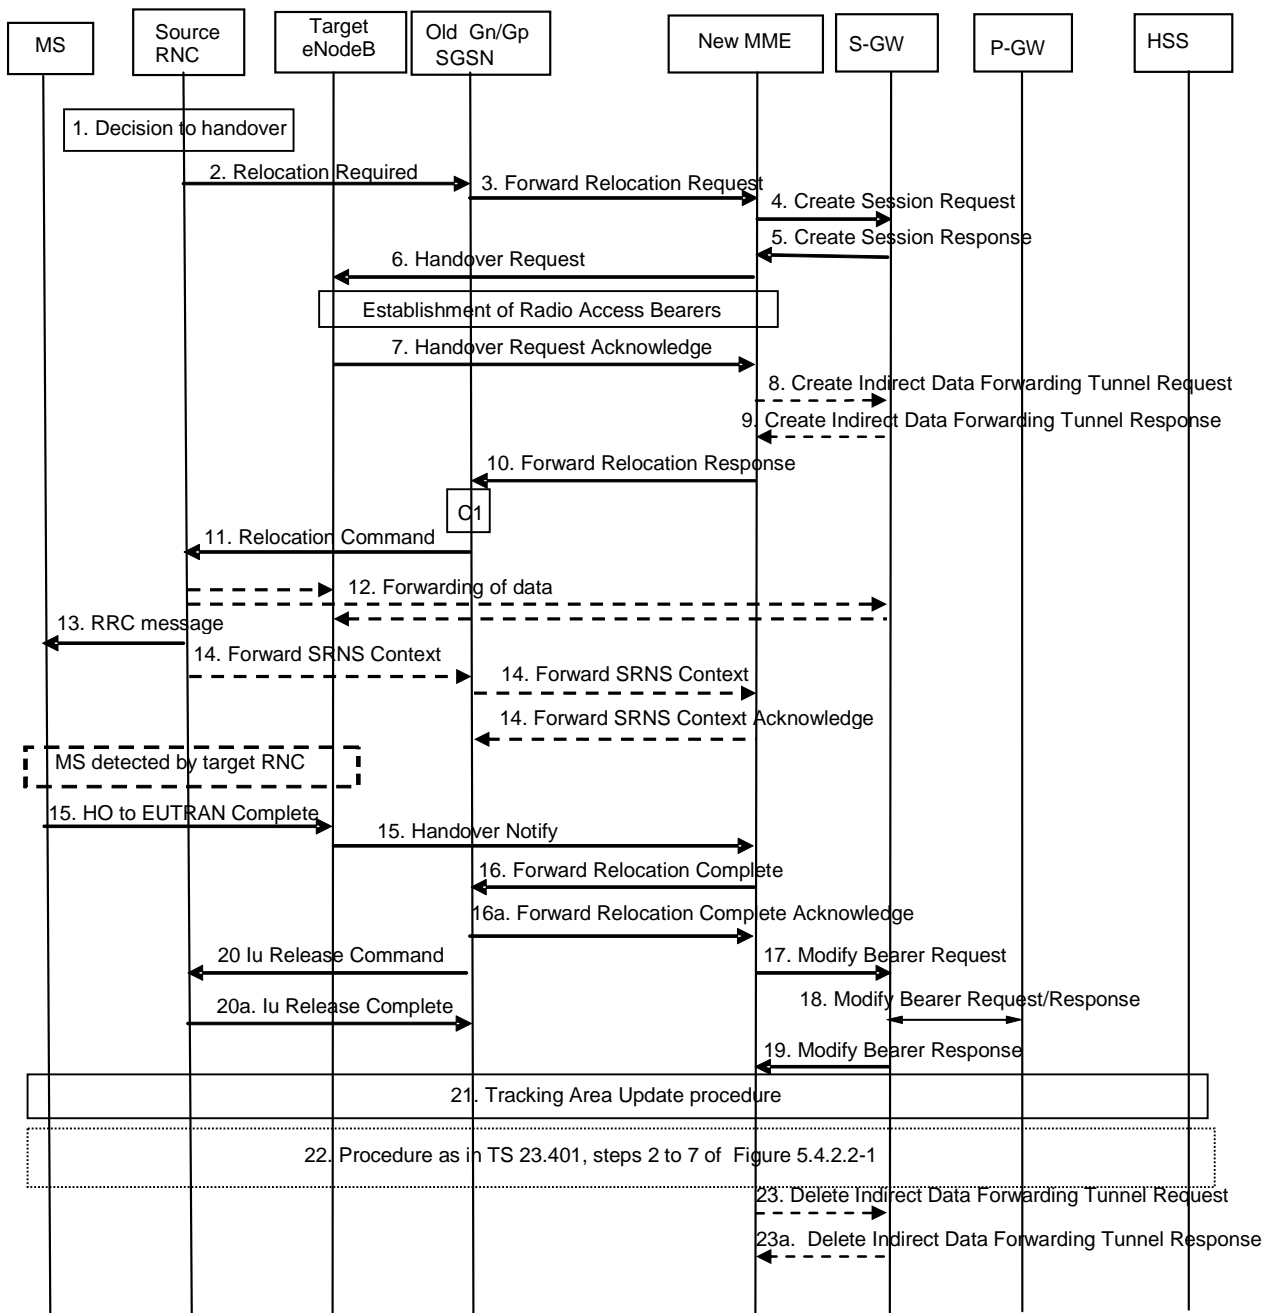 MS
Source
RNC
Target
eNodeB
Old Gn/Gp
SGSN
New MME
S-GW
P-GW
HSS
1. Decision to handover
2. Relocation Required
3. Forward Relocation Request
4. Create Session Request
5. Create Session Response
6. Handover Request
Establishment of Radio Access Bearers
7. Handover Request Acknowledge
8. Create Indirect Data Forwarding Tunnel Request
9. Create Indirect Data Forwarding Tunnel Response
10. Forward Relocation Response
C1
11. Relocation Command
12. Forwarding of data
13. RRC message
14. Forward SRNS Context
14. Forward SRNS Context
14. Forward SRNS Context Acknowledge
MS detected by target RNC
15. HO to EUTRAN Complete
15. Handover Notify
16. Forward Relocation Complete
16a. Forward Relocation Complete Acknowledge
20 Iu Release Command
17. Modify Bearer Request
20a. Iu Release Complete
18. Modify Bearer Request/Response
19. Modify Bearer Response
21. Tracking Area Update procedure
22. Procedure as in TS 23.401, steps 2 to 7 of Figure 5.4.2.2-1
23. Delete Indirect Data Forwarding Tunnel Request
23a. Delete Indirect Data Forwarding Tunnel Response